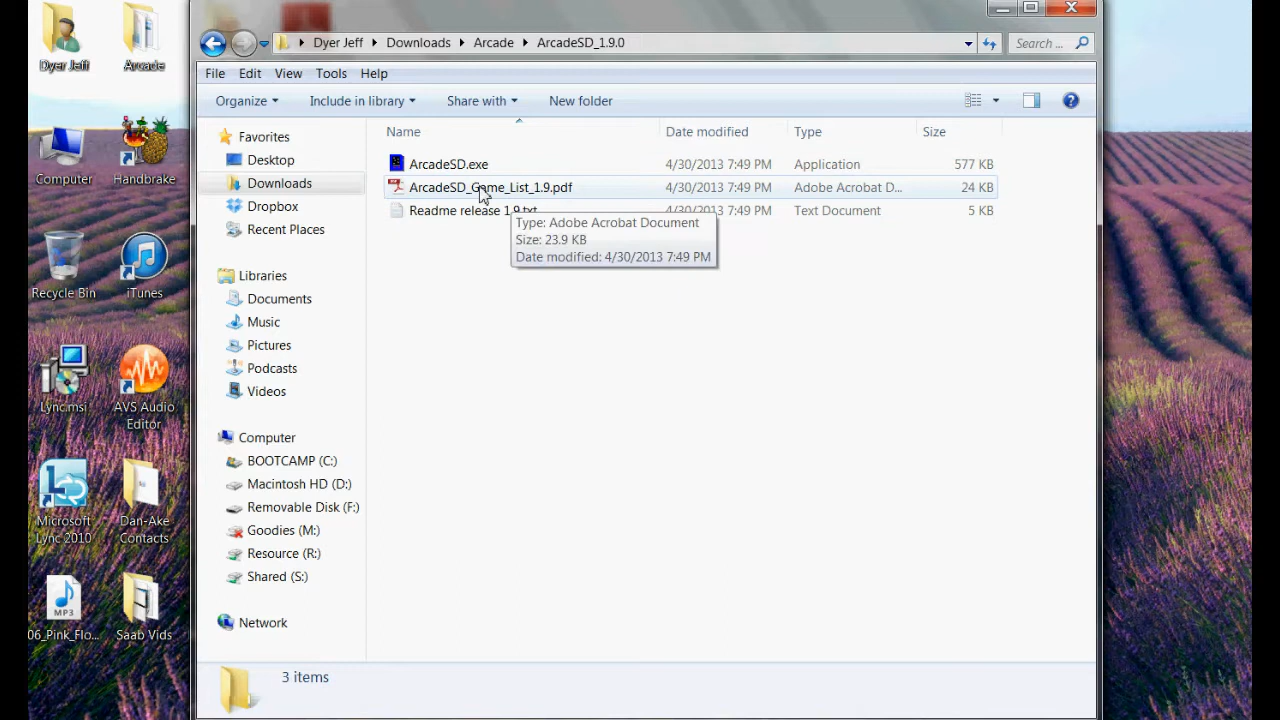 Dyer Jeff
Arcade
Computer
Handbrake
Recycle Bin
iTunes
Lync.msi
AVS Audio
Editor
Microsoft
Lync 2010
Dan-Ake
Contacts
MP3
06_Pink_Flo...
Saab Vids
Dyer Jeff
Downloads
Arcade
ArcadeSD_1.9.0
Search ...
File Edit View Tools Help
Organize Include in library Share with New folder
Favorites
Desktop
Downloads
Dropbox
Recent Places
Libraries
Documents
Music
Pictures
Podcasts
Videos
Computer
BOOTCAMP (C:)
Macintosh HD (D:)
Removable Disk (F:)
Goodies (M:)
Resource (R:)
Shared (S:)
Network
Name Date modified Type Size
ArcadeSD.exe 4/30/2013 7:49 PM Application 577 KB
ArcadeSD_Game_List_1.9.pdf 4/30/2013 7:49 PM Adobe Acrobat D... 24 KB
Readme release 1.9.txt 4/30/2013 7:49 PM Text Document 5 KB
Type: Adobe Acrobat Document
Size: 23.9 KB
Date modified: 4/30/2013 7:49 PM
3 items